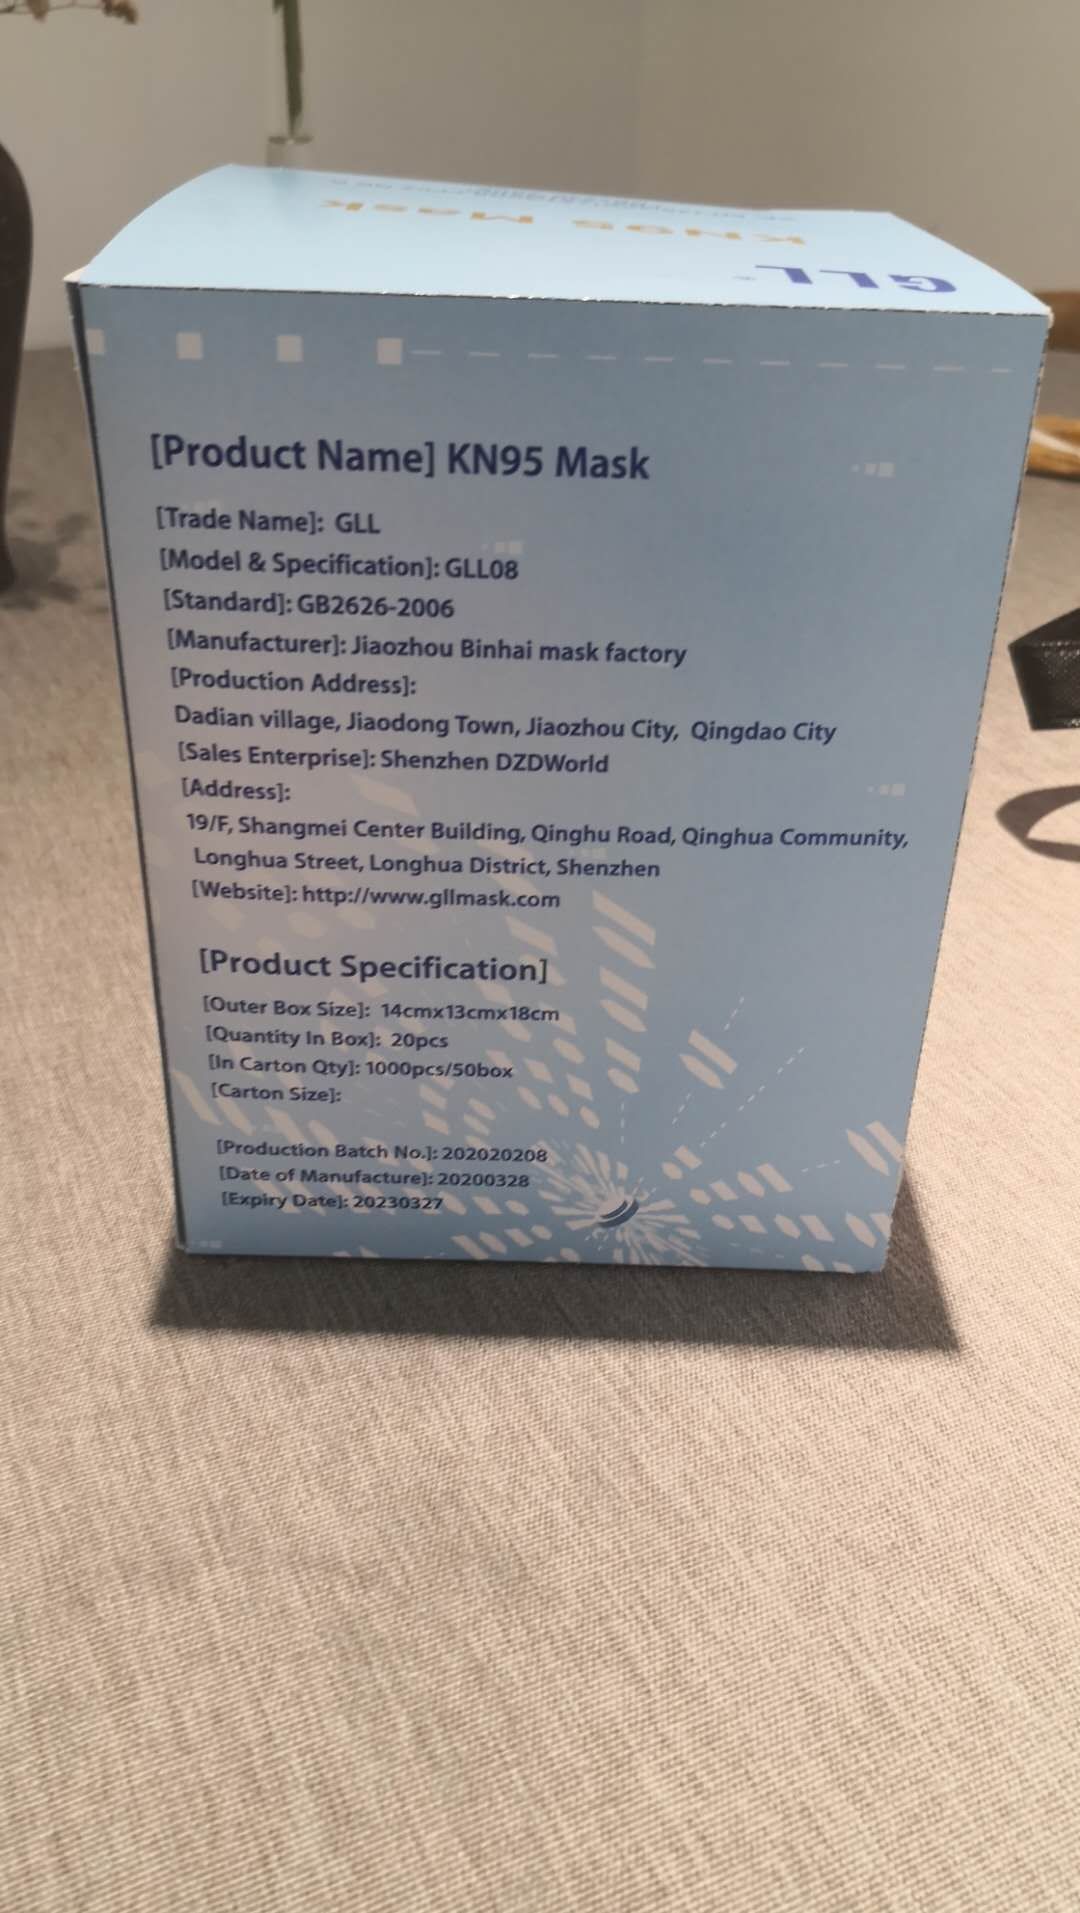 GLL
KN95 Mask
[Product Name] KN95 Mask
[Trade Name]: GLL
[Model & Specification]: GLL08
[Standard]: GB2626-2006
[Manufacturer]: Jiaozhou Binhai mask factory
[Production Address]:
Dadian village, Jiaodong Town, Jiaozhou City, Qingdao City
[Sales Enterprise]: Shenzhen DZDWorld
[Address]:
19/F, Shangmei Center Building, Qinghu Road, Qinghua Community,
Longhua Street, Longhua District, Shenzhen
[Website]: http://www.gllmask.com
[Product Specification]
[Outer Box Size]: 14cmx13cmx18cm
[Quantity In Box]: 20pcs
[In Carton Qty]: 1000pcs/50box
[Carton Size]:
[Production Batch No.]: 202020208
[Date of Manufacture]: 20200328
[Expiry Date]: 20230327